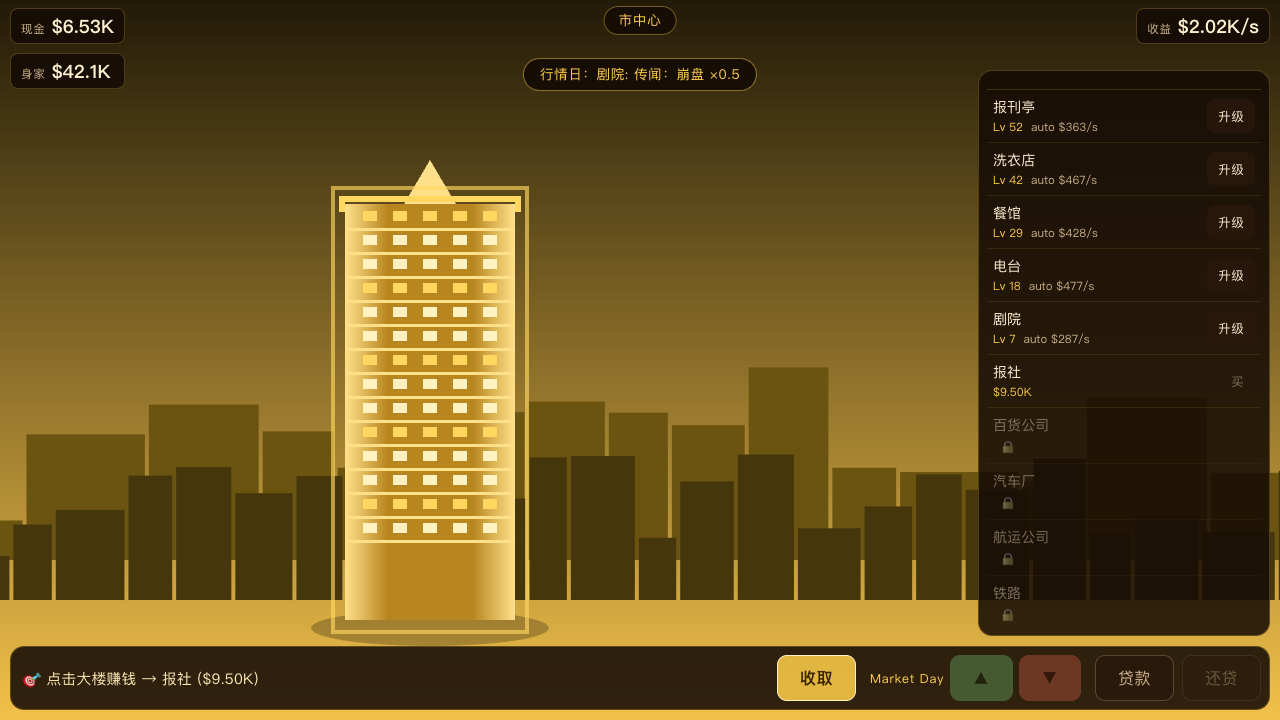 现金 $6.53K
市中心
收益 $2.02K/s
身家 $42.1K
行情日: 剧院: 传闻: 崩盘 ×0.5
报刊亭
Lv 52 auto $363/s
升级
洗衣店
Lv 42 auto $467/s
升级
餐馆
Lv 29 auto $428/s
升级
电台
Lv 18 auto $477/s
升级
剧院
Lv 7 auto $287/s
升级
报社
$9.50K
买
百货公司
汽车厂
航运公司
铁路
点击大楼赚钱 → 报社 ($9.50K)
收取
Market Day
▲
▼
贷款
还贷